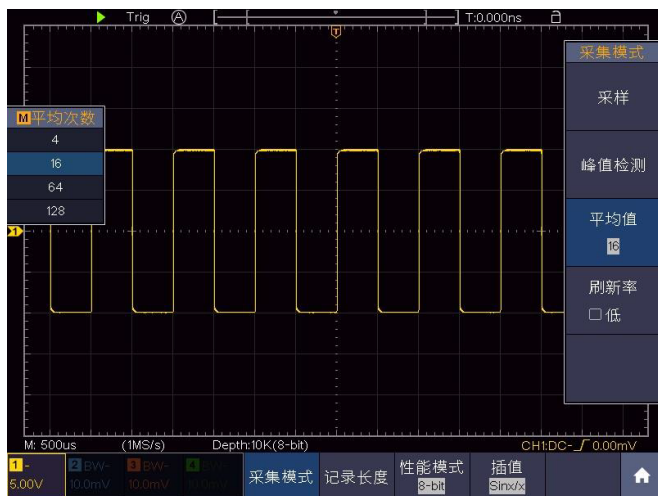 Trig Ⓐ T:0.000ns
T
采集模式
采样
峰值检测
平均值
16
刷新率
低
M平均次数
4
16
64
128
1
M: 500us (1MS/s) Depth:10K(8-bit) CH1:DC- 0.00mV
1 - 2 BW- 3 BW- 4
5.00V 10.0mV 10.0mV 10.0mV
采集模式 记录长度 性能模式 插值
8-bit Sinx/x